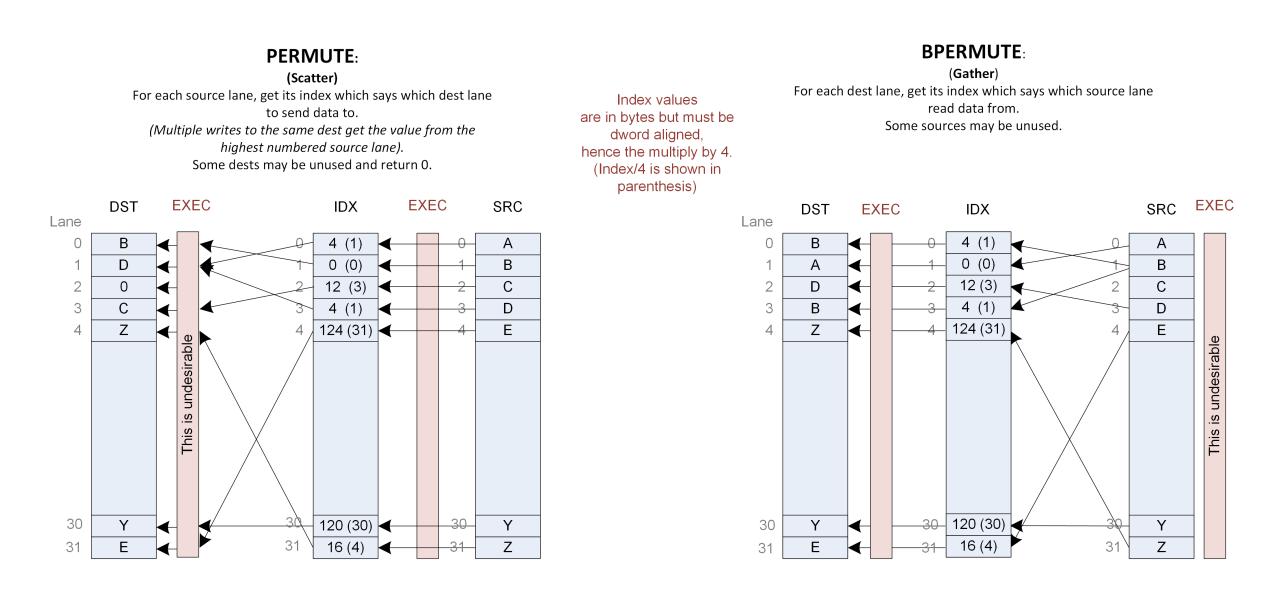 PERMUTE:
(Scatter)
For each source lane, get its index which says which dest lane
to send data to.
(Multiple writes to the same dest get the value from the
highest numbered source lane).
Some dests may be unused and return 0.
Index values
are in bytes but must be
dword aligned,
hence the multiply by 4.
(Index/4 is shown in
parenthesis)
BPERMUTE:
(Gather)
For each dest lane, get its index which says which source lane
read data from.
Some sources may be unused.
Lane DST EXEC IDX EXEC SRC
0 B 0 4 (1) 0 A
1 D 1 0 (0) 1 B
2 0 2 12 (3) 2 C
3 C 3 4 (1) 3 D
4 Z 4 124 (31) 4 E
This is undesirable
30 Y 30 120 (30) 30 Y
31 E 31 16 (4) 31 Z
Lane DST EXEC IDX SRC EXEC
0 B 0 4 (1) 0 A
1 A 1 0 (0) 1 B
2 D 2 12 (3) 2 C
3 B 3 4 (1) 3 D
4 Z 4 124 (31) 4 E
This is undesirable
30 Y 30 120 (30) 30 Y
31 E 31 16 (4) 31 Z